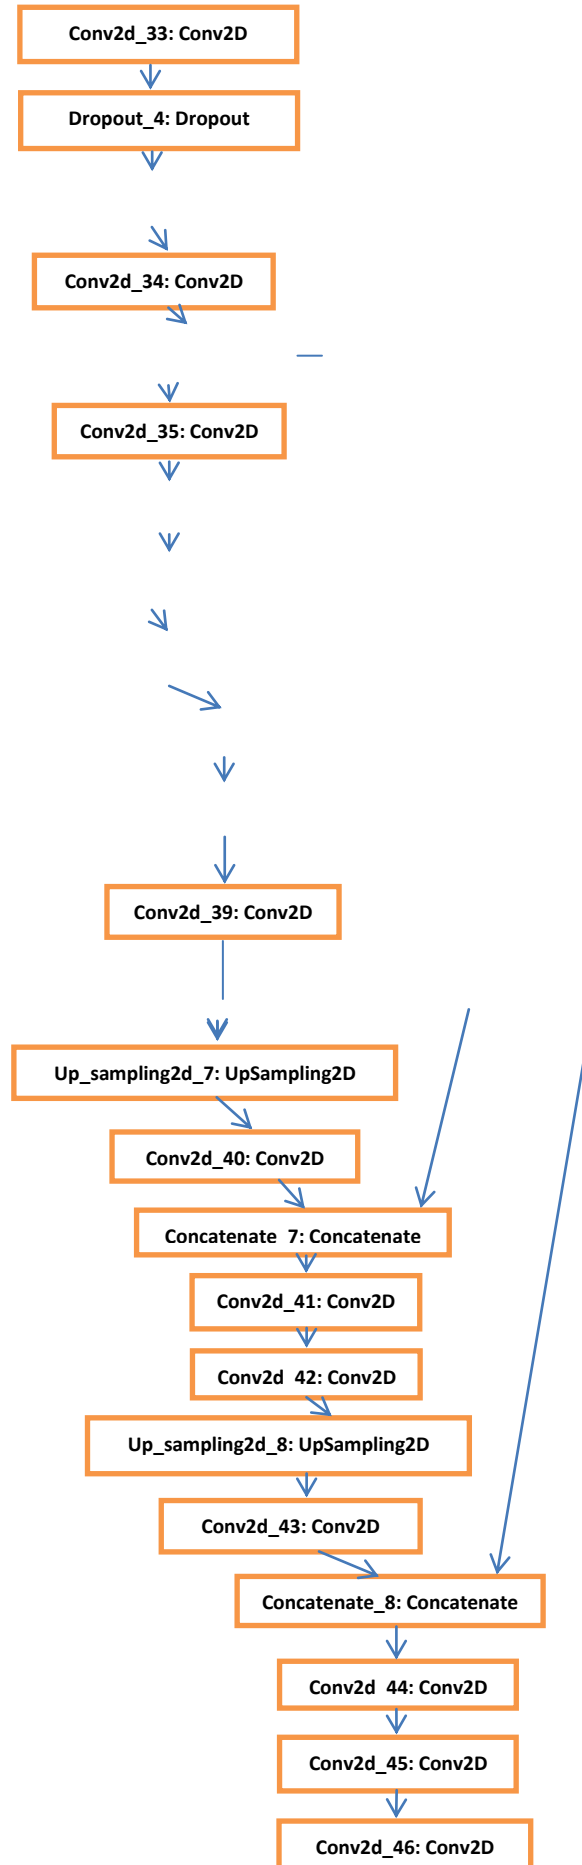 Conv2d_33: Conv2D
Dropout_4: Dropout
Conv2d_34: Conv2D
Conv2d_35: Conv2D
Conv2d_39: Conv2D
Up_sampling2d_7: UpSampling2D
Conv2d_40: Conv2D
Concatenate_7: Concatenate
Conv2d_41: Conv2D
Conv2d_42: Conv2D
Up_sampling2d_8: UpSampling2D
Conv2d_43: Conv2D
Concatenate_8: Concatenate
Conv2d_44: Conv2D
Conv2d_45: Conv2D
Conv2d_46: Conv2D